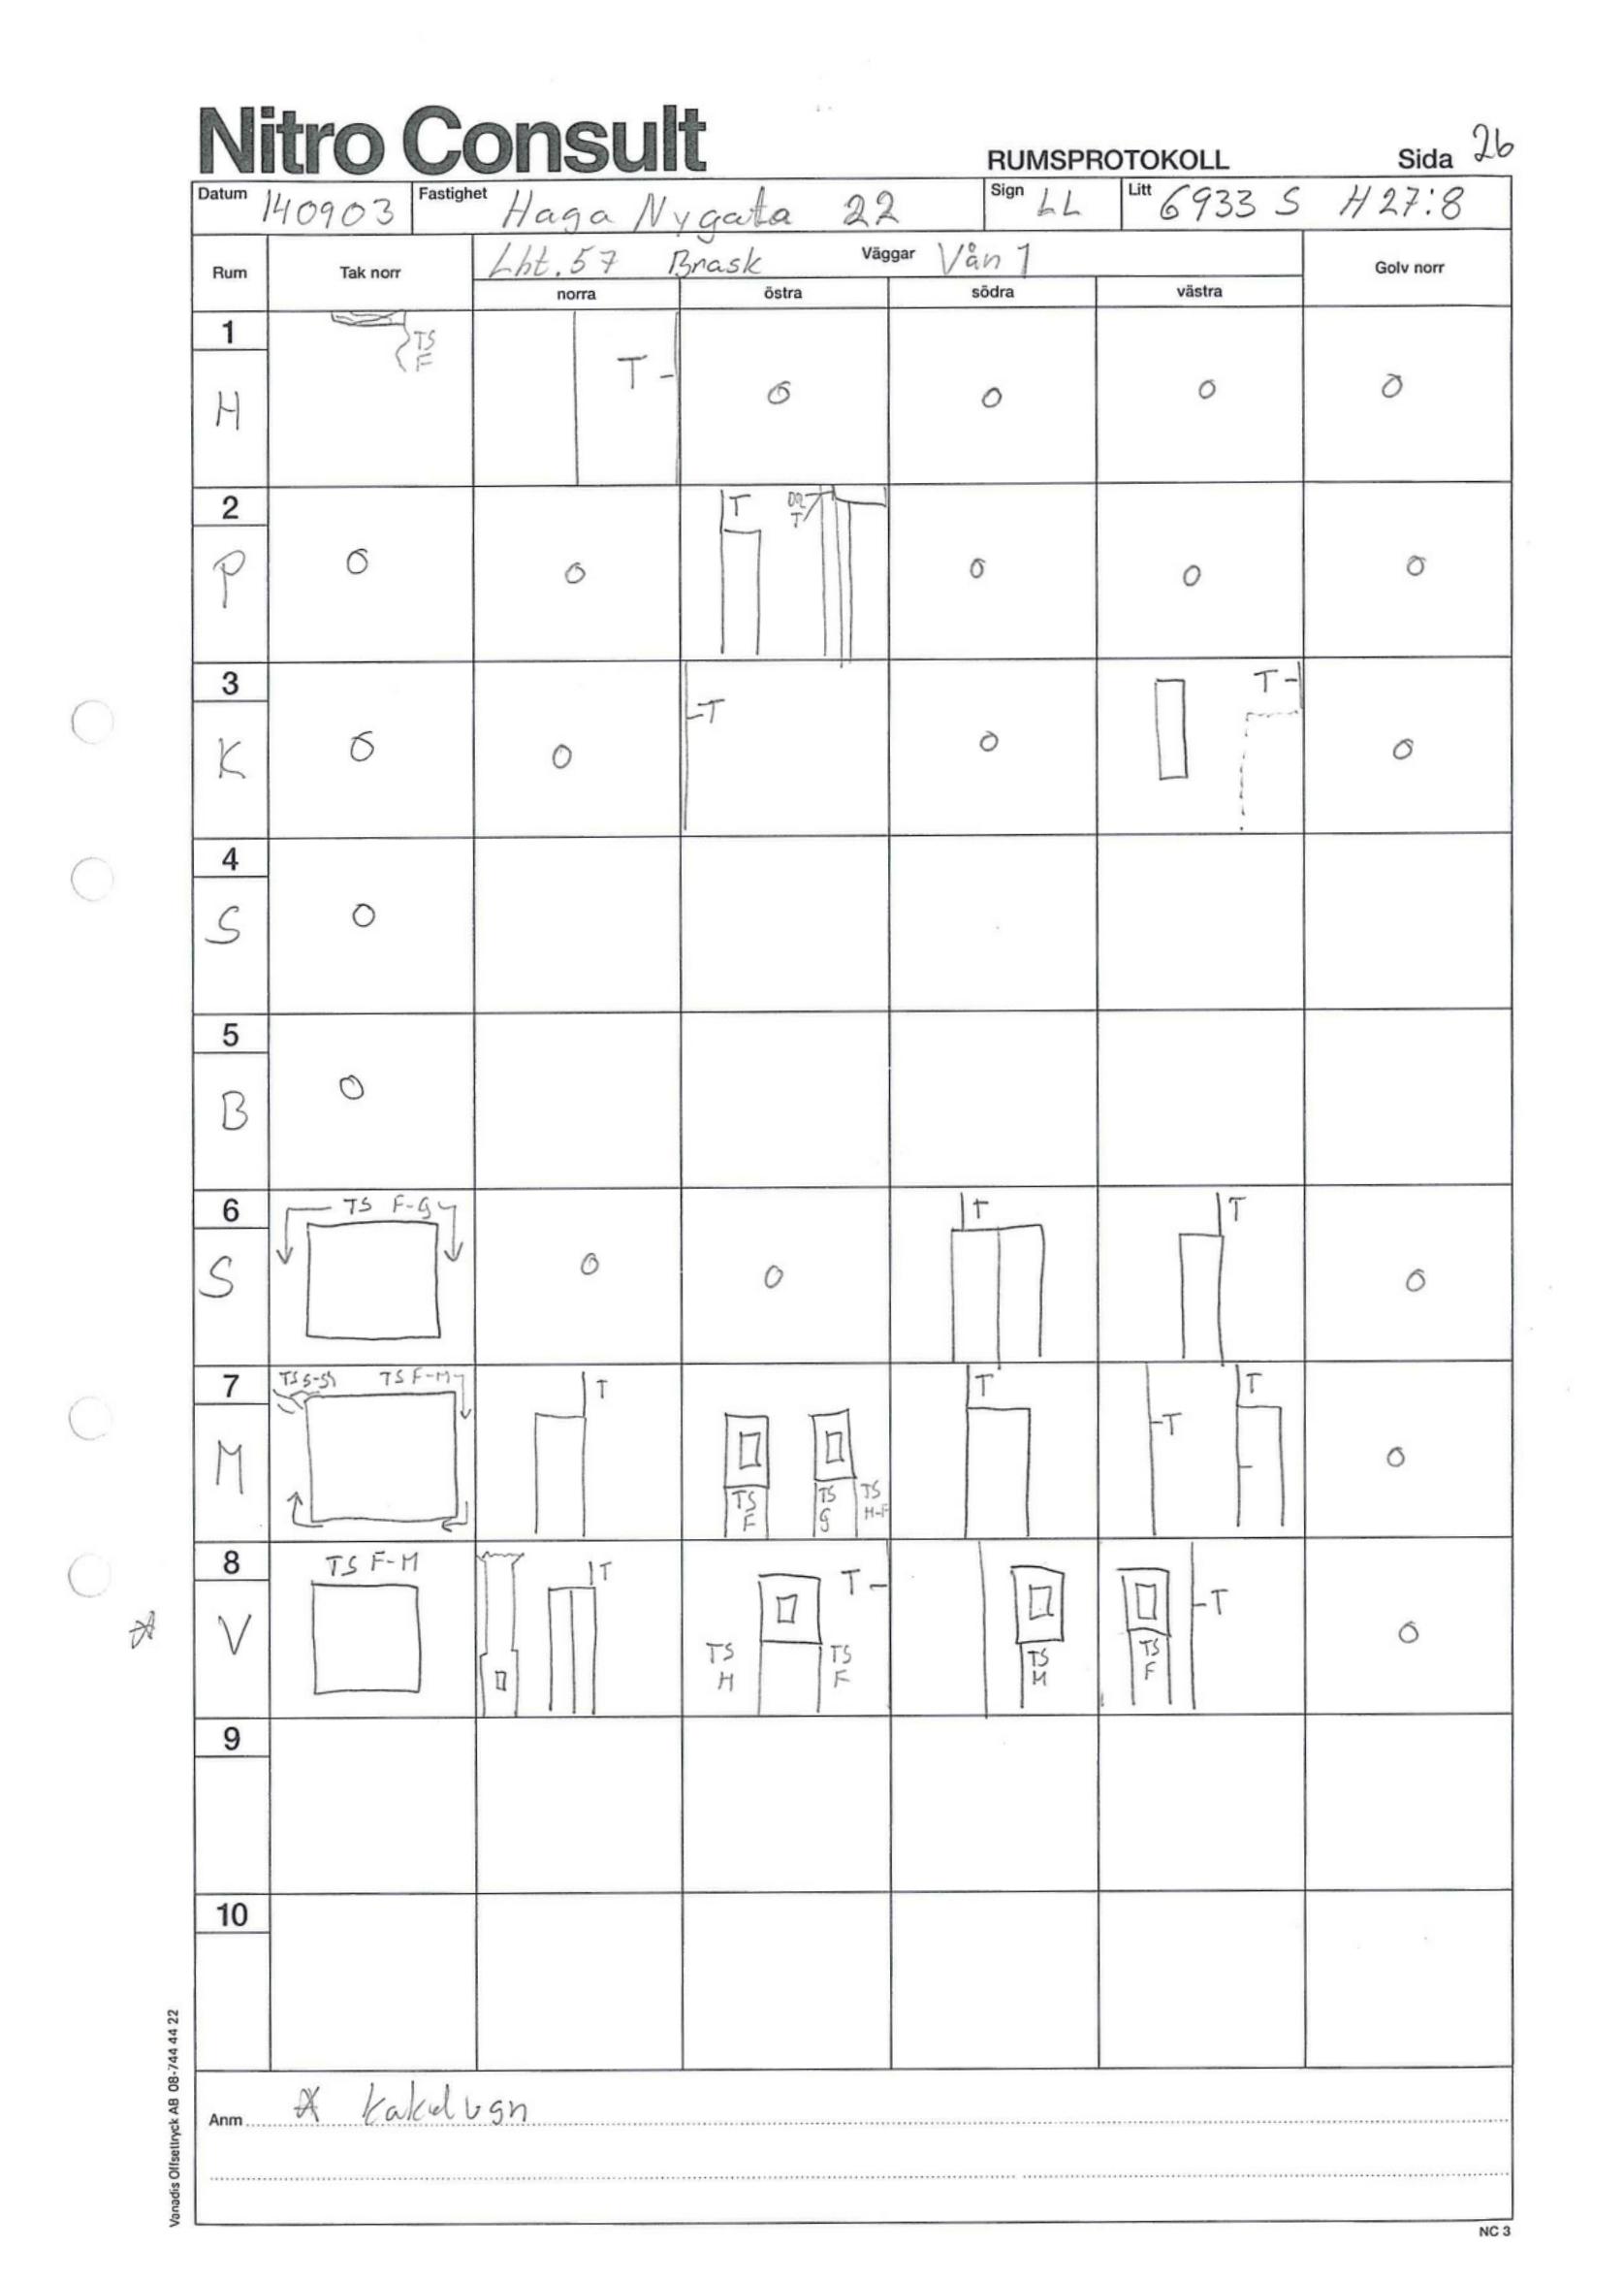 Nitro Consult
RUMSPROTOKOLL Sida 26
Datum 140903 Fastighet Haga Nygata 22 Sign LL Litt 6933 S H27:8
Rum Tak norr Lht.57 Brask Väggar Vån 1 Golv norr
norra östra södra västra
1
TS
F
T
H O O O O
2
T T
P O O O O O
3
T T
K O O O O
4
S O
5
B O
6
TS F-G T T
S O O O
7
TS S-SM TS F-M T T T T
M O
TS F TS G TS M-F
8
TS F-M T T T
V TS H TS F TS M TS F O
9
10
Anm kakelugn
Vanadis Offsettryck AB 08-744 44 22
NC 3